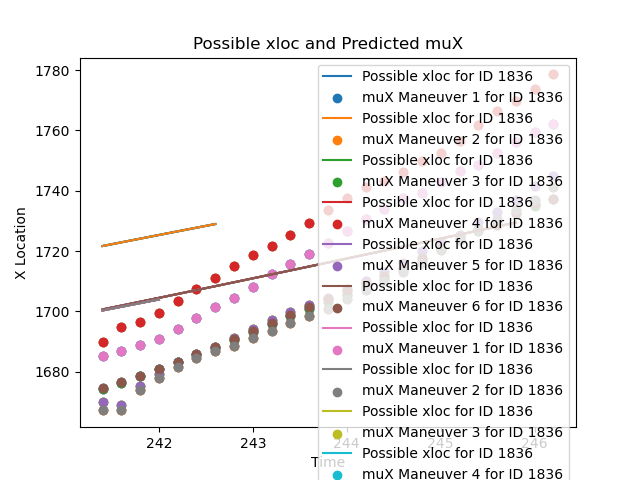 Possible xloc and Predicted muX
1780
1760
1740
1720
1700
1680
X Location
242
243
244
245
246
Time
Possible xloc for ID 1836
muX Maneuver 1 for ID 1836
Possible xloc for ID 1836
muX Maneuver 2 for ID 1836
Possible xloc for ID 1836
muX Maneuver 3 for ID 1836
Possible xloc for ID 1836
muX Maneuver 4 for ID 1836
Possible xloc for ID 1836
muX Maneuver 5 for ID 1836
Possible xloc for ID 1836
muX Maneuver 6 for ID 1836
Possible xloc for ID 1836
muX Maneuver 1 for ID 1836
Possible xloc for ID 1836
muX Maneuver 2 for ID 1836
Possible xloc for ID 1836
muX Maneuver 3 for ID 1836
Possible xloc for ID 1836
muX Maneuver 4 for ID 1836